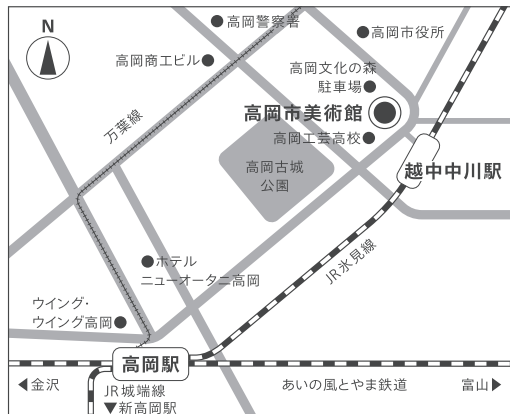 N
高岡警察署
高岡市役所
高岡商工ビル
高岡文化の森
駐車場
万葉線
高岡市美術館
高岡工芸高校
高岡古城
公園
越中中川駅
ホテル
ニューオータニ高岡
JR氷見線
ウイング・
ウイング高岡
高岡駅
◀金沢
JR城端線
▼新高岡駅
あいの風とやま鉄道
富山▶